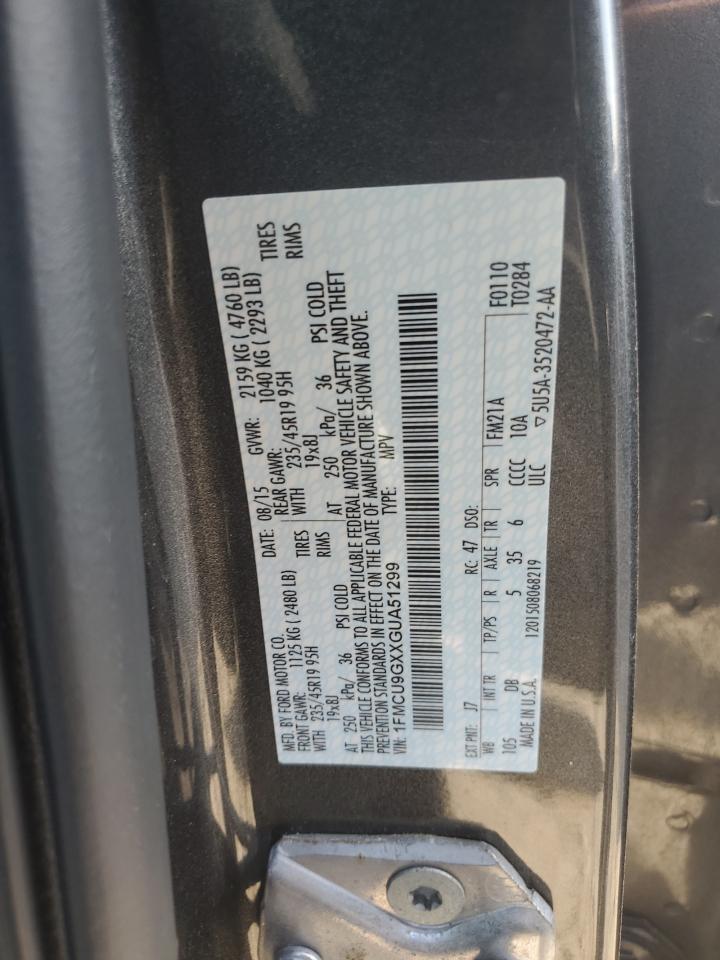 MFD. BY FORD MOTOR CO. DATE: 08/15 GVWR: 2159 KG ( 4760 LB)
FRONT GAWR: 1125 KG ( 2480 LB) REAR GAWR: 1040 KG ( 2293 LB)
WITH 235/45R19 95H TIRES WITH 235/45R19 95H TIRES
19x8J RIMS 19x8J RIMS
AT 250 kPa/ 36 PSI COLD AT 250 kPa/ 36 PSI COLD
THIS VEHICLE CONFORMS TO ALL APPLICABLE FEDERAL MOTOR VEHICLE SAFETY AND THEFT
PREVENTION STANDARDS IN EFFECT ON THE DATE OF MANUFACTURE SHOWN ABOVE.
VIN: 1FMCU9GXXGUA51299 TYPE: MPV
EXT PNT: J7 RC: 47 DSO:
WB INT TR TP/PS R AXLE TR SPR FM21A F0110
105 DB 5 35 6 CCCC 10A T0284
MADE IN U.S.A. 1201508068219 ULC ▽5U5A-3520472-AA